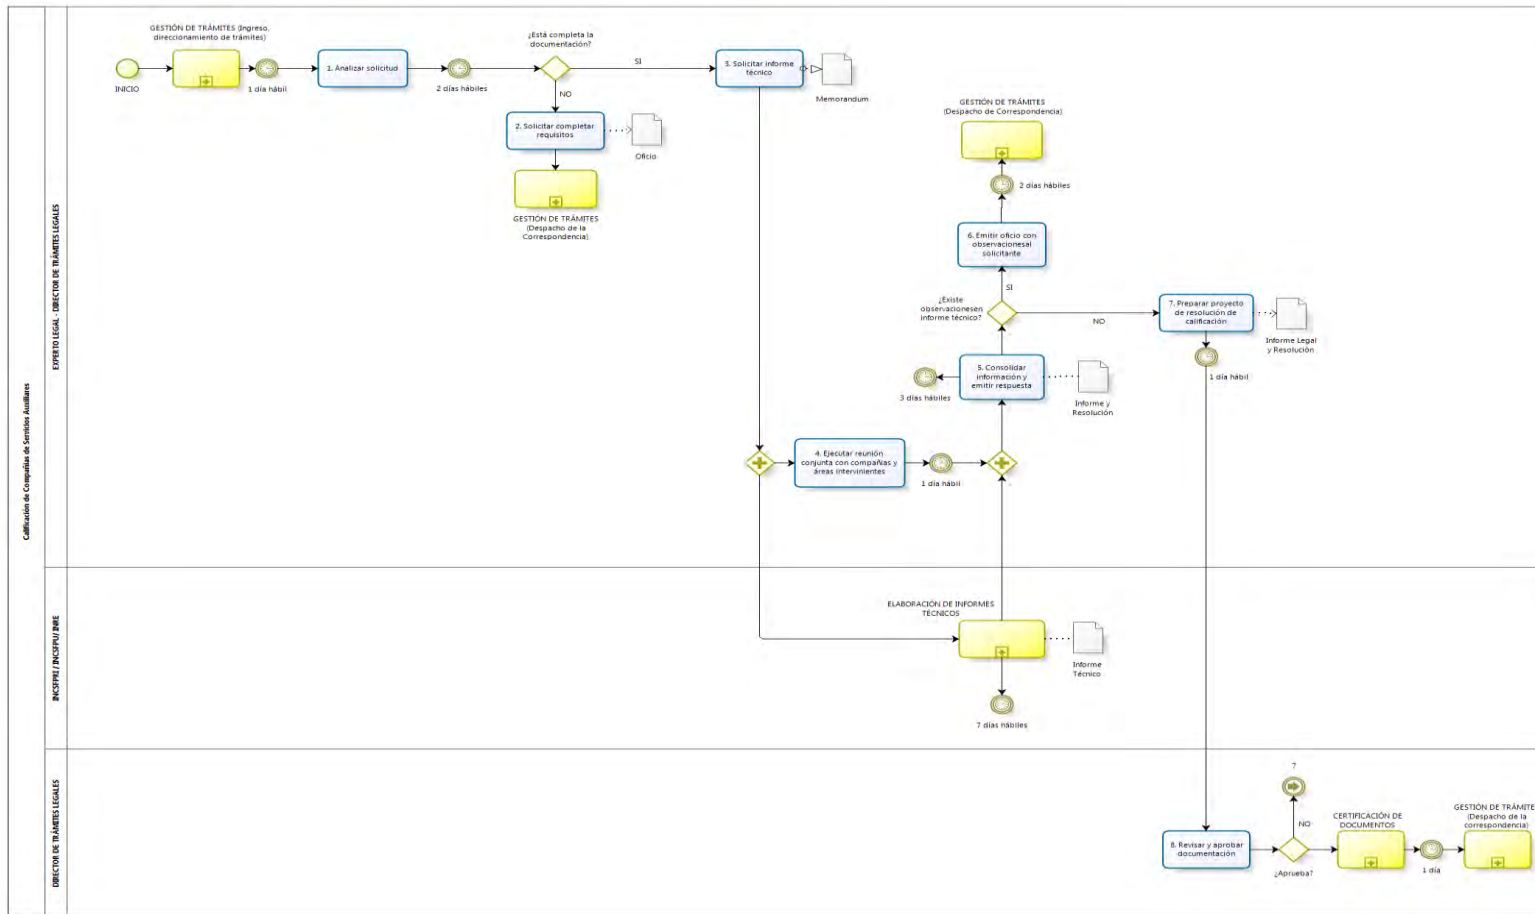 Calificación de Compañías de Servicios Auxiliares
EXPERTO LEGAL - DIRECTOR DE TRÁMITES LEGALES
GESTIÓN DE TRÁMITES (Ingreso,
direccionamiento de trámites)
INICIO
1 día hábil
1. Analizar solicitud
2 días hábiles
¿Está completa la
documentación?
SI
NO
2. Solicitar completar
requisitos
Oficio
GESTIÓN DE TRÁMITES
(Despacho de la
Correspondencia)
3. Solicitar informe
técnico
Memorandum
GESTIÓN DE TRÁMITES
(Despacho de Correspondencia)
2 días hábiles
6. Emitir oficio con
observacionesal
solicitante
SI
¿Existe
observacionesen
informe técnico?
NO
7. Preparar proyecto
de resolución de
calificación
Informe Legal
y Resolución
1 día hábil
5. Consolidar
información y
emitir respuesta
3 días hábiles
Informe y
Resolución
4. Ejecutar reunión
conjunta con compañías y
áreas intervinientes
1 día hábil
INCSFPRI / INCSFPU/ INRE
ELABORACIÓN DE INFORMES
TÉCNICOS
Informe
Técnico
7 días hábiles
DIRECTOR DE TRÁMITES LEGALES
8. Revisar y aprobar
documentación
7
NO
¿Aprueba?
CERTIFICACIÓN DE
DOCUMENTOS
1 día
GESTIÓN DE TRÁMITE
(Despacho de la
correspondencia)